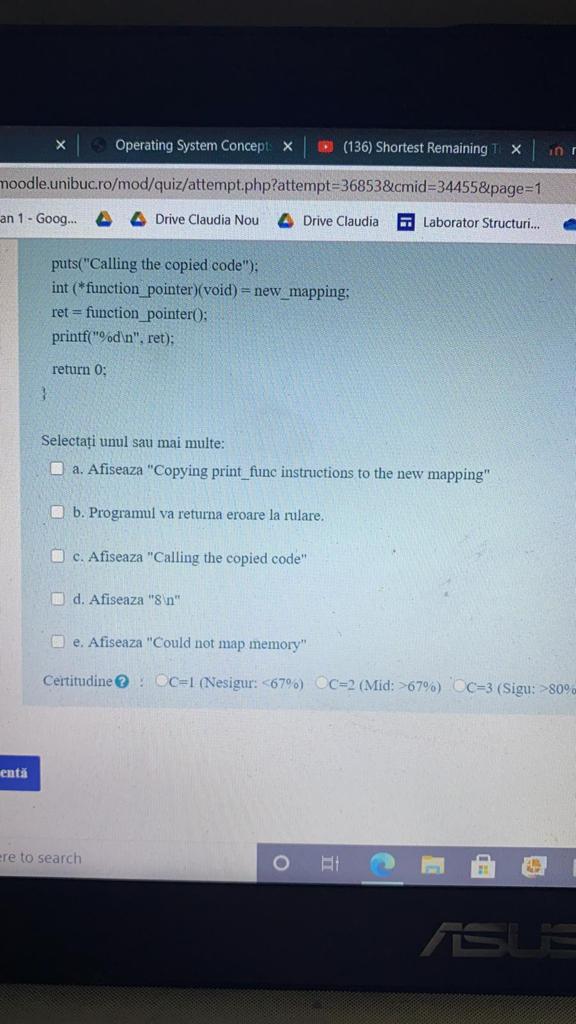 Operating System Concept
(136) Shortest Remaining T
moodle.unibuc.ro/mod/quiz/attempt.php?attempt=36853&cmid=34455&page=1
an 1 - Goog...
Drive Claudia Nou
Drive Claudia
Laborator Structuri...
puts("Calling the copied code");
int (*function_pointer)(void) = new_mapping;
ret = function_pointer();
printf("%d\n", ret);
return 0;
}
Selectați unul sau mai multe:
a. Afiseaza "Copying print_func instructions to the new mapping"
b. Programul va returna eroare la rulare.
c. Afiseaza "Calling the copied code"
d. Afiseaza "8\n"
e. Afiseaza "Could not map memory"
Certitudine ? : C=1 (Nesigur: <67%) C=2 (Mid: >67%) C=3 (Sigu: >80%
entă
ere to search
ASUS